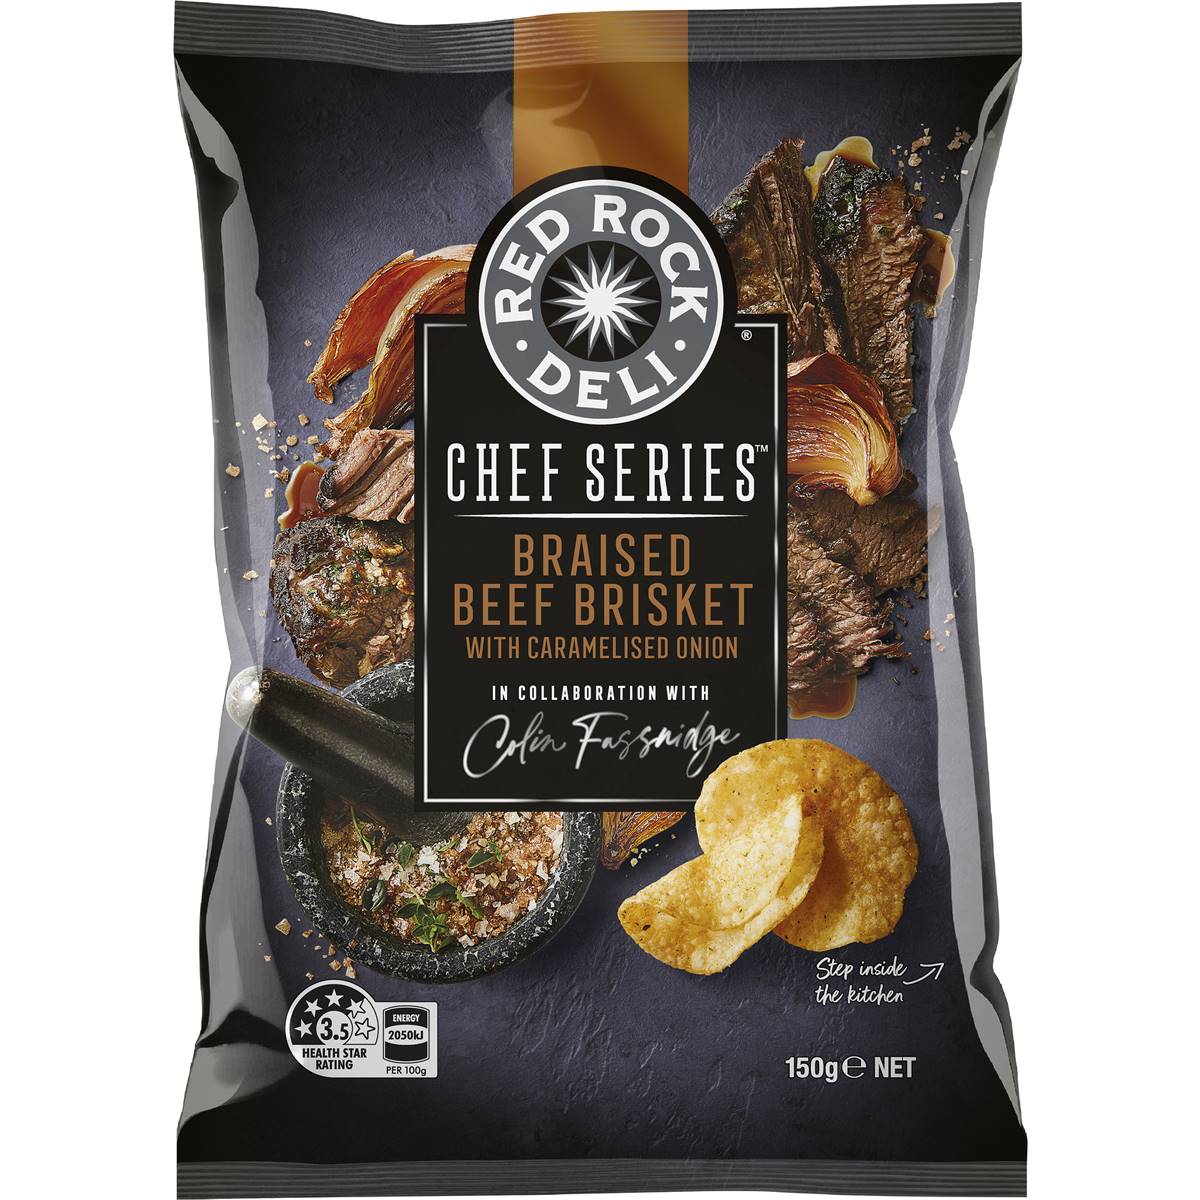 RED ROCK
DELI
®
CHEF SERIES™
BRAISED
BEEF BRISKET
WITH CARAMELISED ONION
IN COLLABORATION WITH
Colin Fassnidge
Step inside
the kitchen
3.5
HEALTH STAR
RATING
ENERGY
2050kJ
PER 100g
150g℮ NET